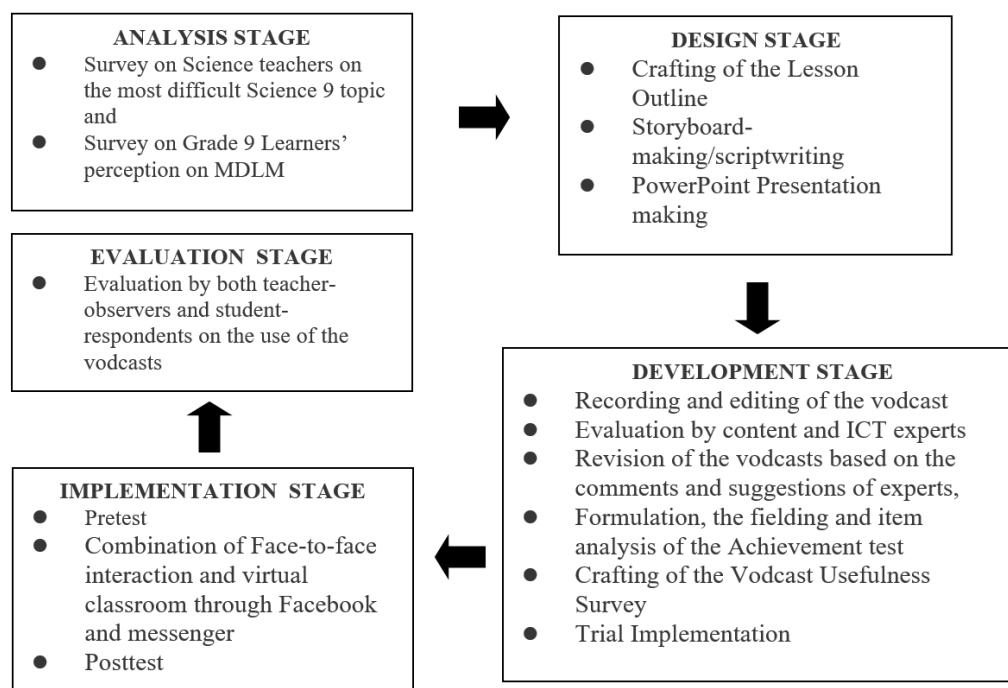 ANALYSIS STAGE
● Survey on Science teachers on
the most difficult Science 9 topic
and
● Survey on Grade 9 Learners’
perception on MDLM
DESIGN STAGE
● Crafting of the Lesson
Outline
● Storyboard-
making/scriptwriting
● PowerPoint Presentation
making
DEVELOPMENT STAGE
● Recording and editing of the vodcast
● Evaluation by content and ICT experts
● Revision of the vodcasts based on the
comments and suggestions of experts,
● Formulation, the fielding and item
analysis of the Achievement test
● Crafting of the Vodcast Usefulness
Survey
● Trial Implementation
IMPLEMENTATION STAGE
● Pretest
● Combination of Face-to-face
interaction and virtual
classroom through Facebook
and messenger
● Posttest
EVALUATION STAGE
● Evaluation by both teacher-
observers and student-
respondents on the use of the
vodcasts